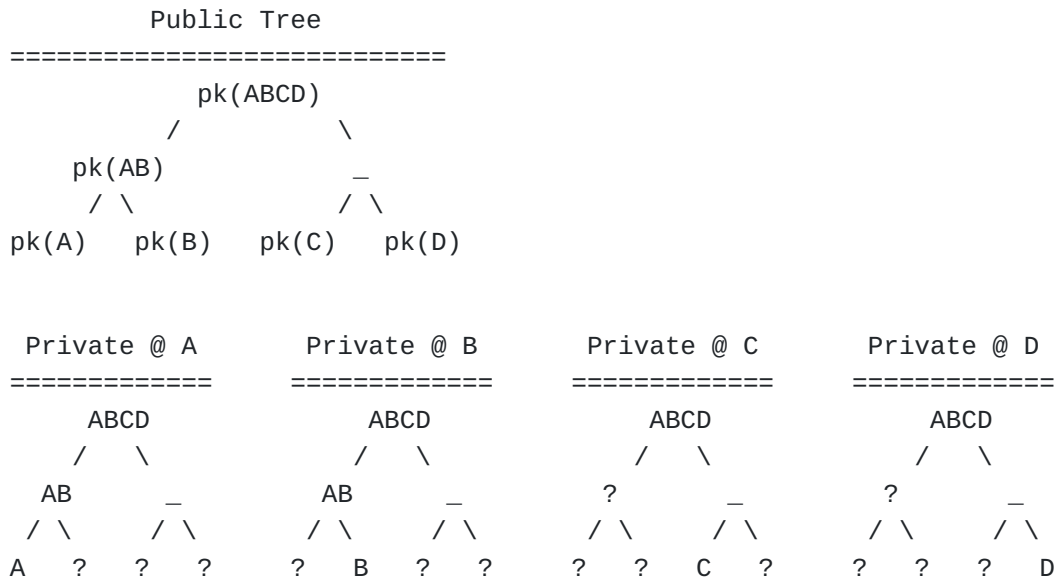 Public Tree
============================
pk(ABCD)
/ \
pk(AB) _
/ \ / \
pk(A) pk(B) pk(C) pk(D)
Private @ A Private @ B Private @ C Private @ D
============= ============= ============= =============
ABCD ABCD ABCD ABCD
/ \ / \ / \ / \
AB _ AB _ ? _ ? _
/ \ / \ / \ / \ / \ / \ / \ / \
A ? ? ? ? B ? ? ? ? C ? ? ? ? D